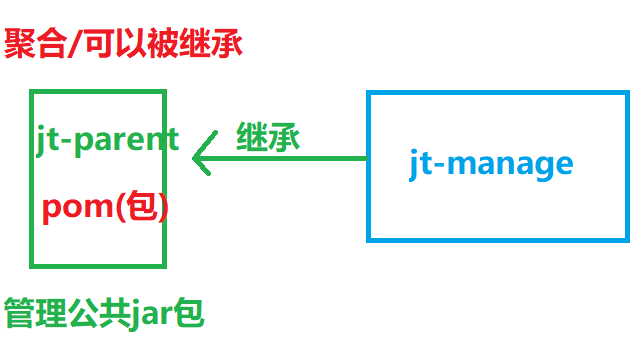 聚合/可以被继承
jt-parent
继承
jt-manage
pom(包)
管理公共jar包